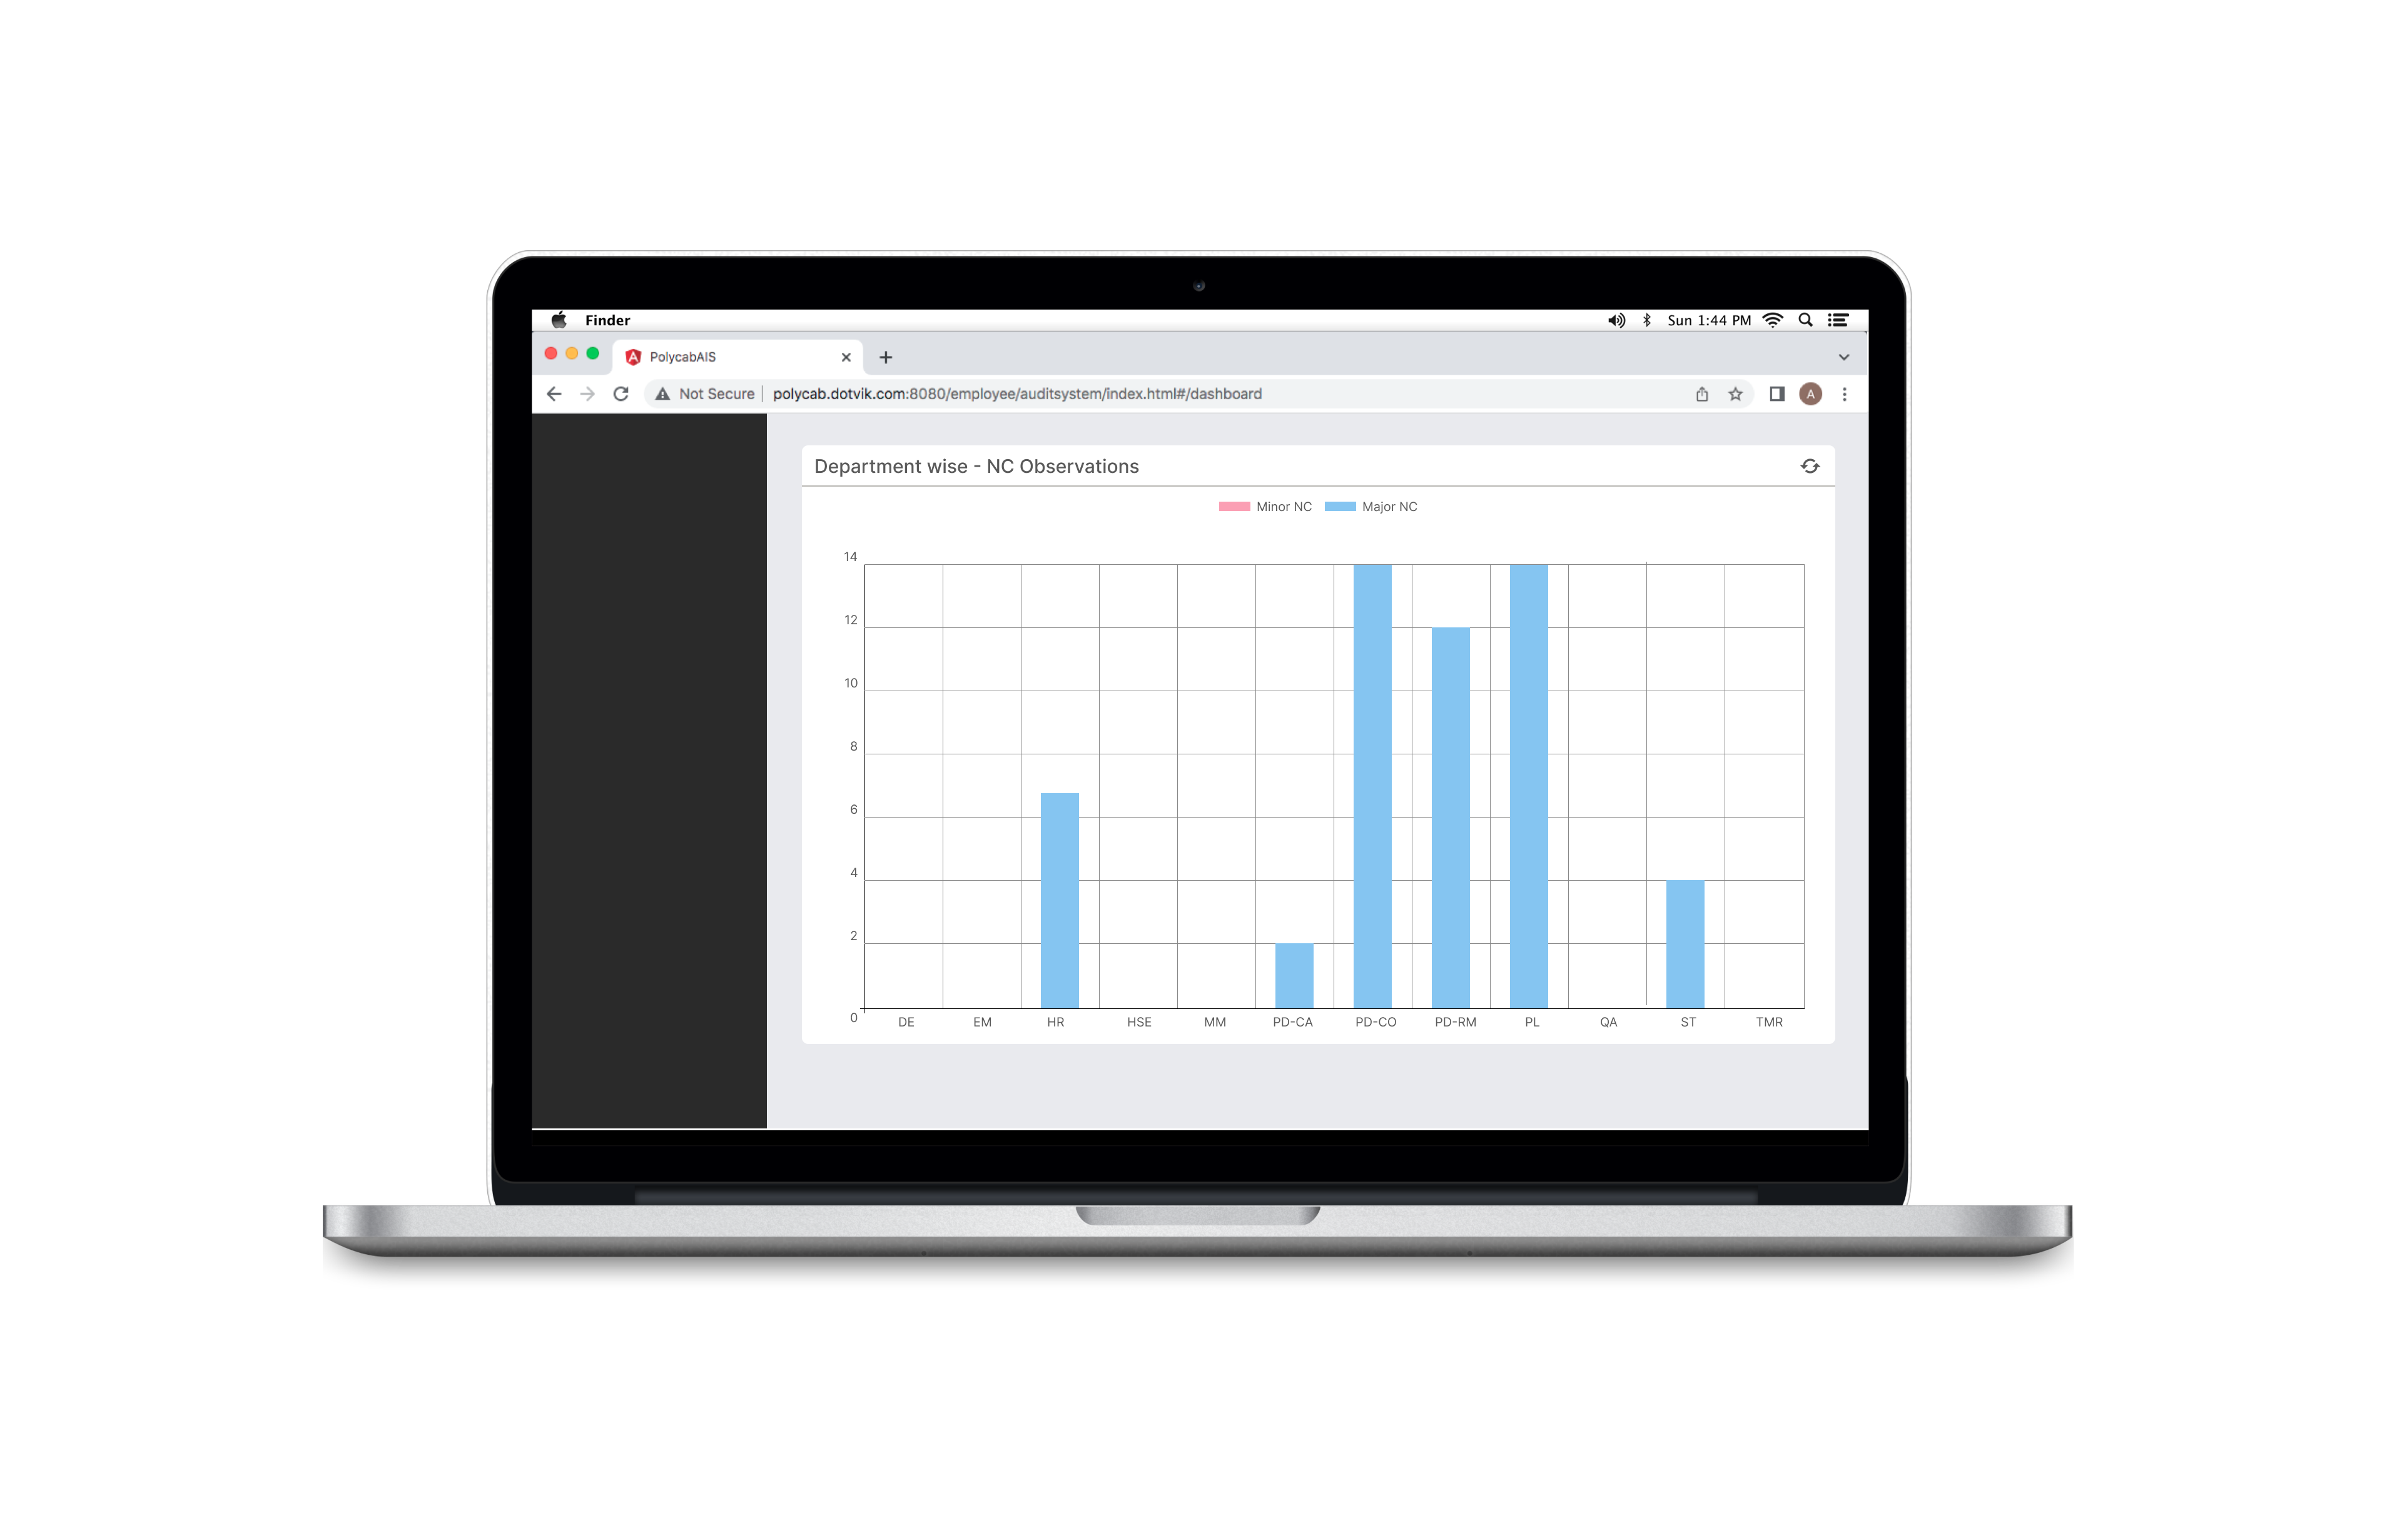 Finder
Sun 1:44 PM
PolycabAIS
Not Secure | polycab.dotvik.com:8080/employee/auditsystem/index.html#/dashboard
A
Department wise - NC Observations
Minor NC Major NC
14
12
10
8
6
4
2
0
DE EM HR HSE MM PD-CA PD-CO PD-RM PL QA ST TMR